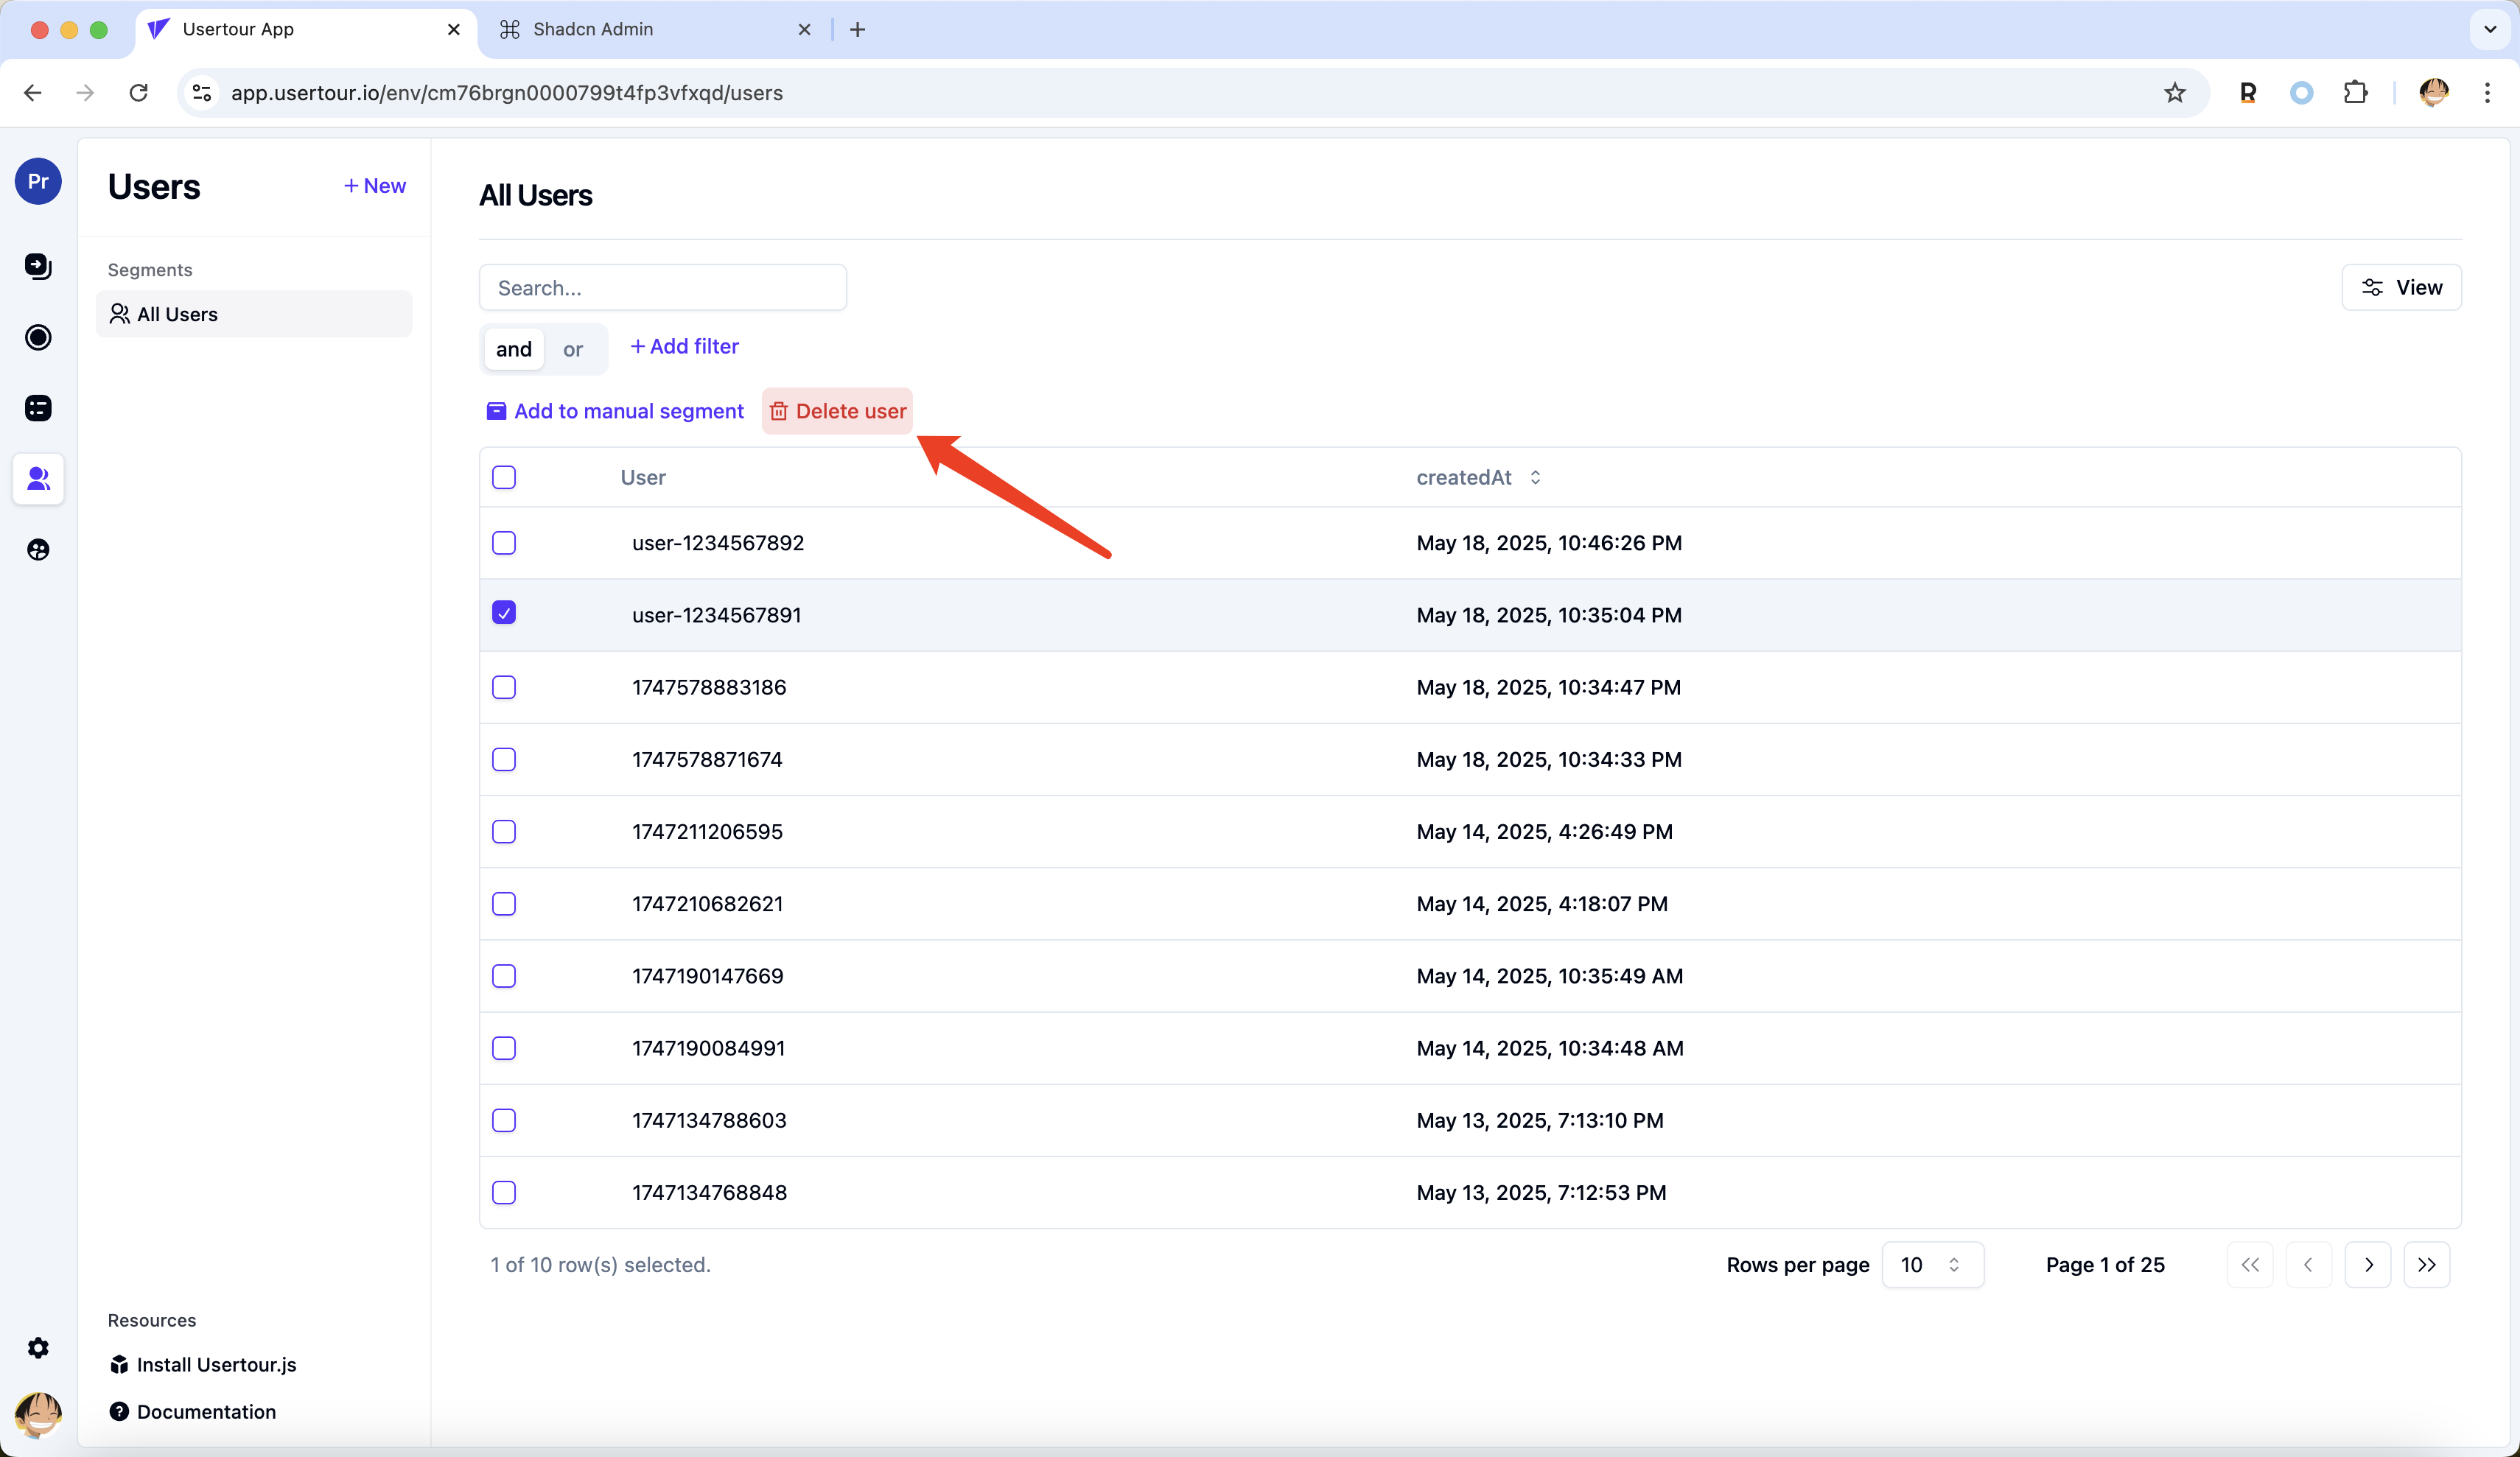 Usertour App
Shadcn Admin
app.usertour.io/env/cm76brgn0000799t4fp3vfxqd/users
R
Pr
Users
+ New
Segments
All Users
All Users
Search...
View
and
or
+ Add filter
Add to manual segment
Delete user
User
createdAt
user-1234567892
May 18, 2025, 10:46:26 PM
user-1234567891
May 18, 2025, 10:35:04 PM
1747578883186
May 18, 2025, 10:34:47 PM
1747578871674
May 18, 2025, 10:34:33 PM
1747211206595
May 14, 2025, 4:26:49 PM
1747210682621
May 14, 2025, 4:18:07 PM
1747190147669
May 14, 2025, 10:35:49 AM
1747190084991
May 14, 2025, 10:34:48 AM
1747134788603
May 13, 2025, 7:13:10 PM
1747134768848
May 13, 2025, 7:12:53 PM
1 of 10 row(s) selected.
Rows per page
10
Page 1 of 25
Resources
Install Usertour.js
Documentation